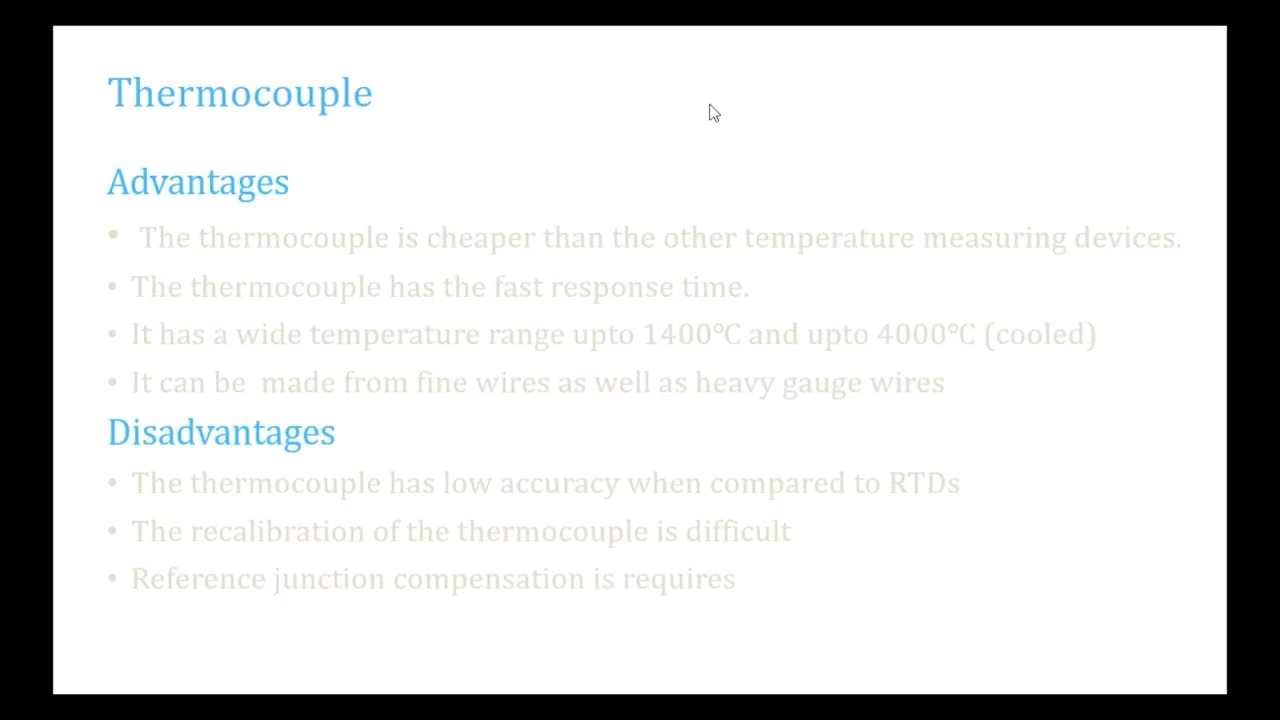 Thermocouple
Advantages
• The thermocouple is cheaper than the other temperature measuring devices.
• The thermocouple has the fast response time.
• It has a wide temperature range upto 1400°C and upto 4000°C (cooled)
• It can be  made from fine wires as well as heavy gauge wires
Disadvantages
• The thermocouple has low accuracy when compared to RTDs
• The recalibration of the thermocouple is difficult
• Reference junction compensation is requires